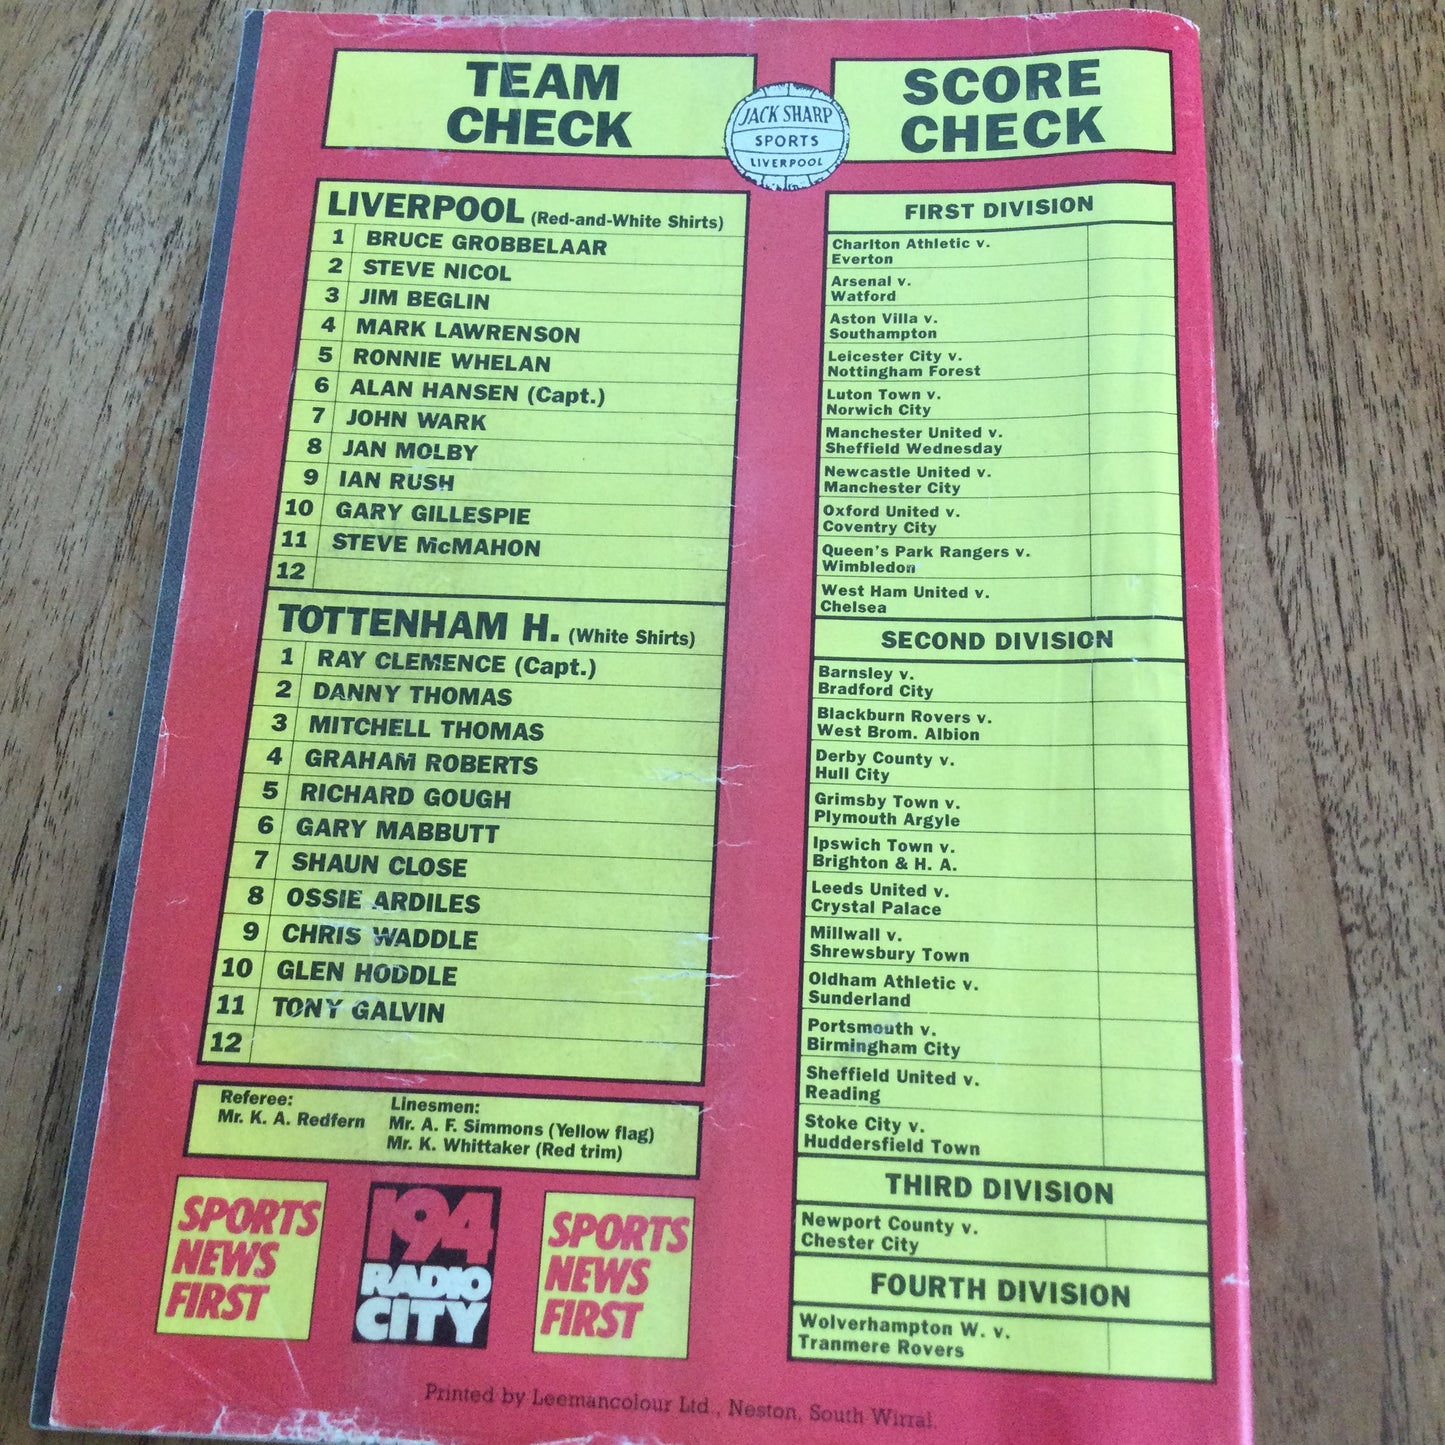 TEAM
CHECK
JACK SHARP
SPORTS
LIVERPOOL
SCORE
CHECK
LIVERPOOL (Red-and-White Shirts)
1 BRUCE GROBBELAAR
2 STEVE NICOL
3 JIM BEGLIN
4 MARK LAWRENSON
5 RONNIE WHELAN
6 ALAN HANSEN (Capt.)
7 JOHN WARK
8 JAN MOLBY
9 IAN RUSH
10 GARY GILLESPIE
11 STEVE McMAHON
12
TOTTENHAM H. (White Shirts)
1 RAY CLEMENCE (Capt.)
2 DANNY THOMAS
3 MITCHELL THOMAS
4 GRAHAM ROBERTS
5 RICHARD GOUGH
6 GARY MABBUTT
7 SHAUN CLOSE
8 OSSIE ARDILES
9 CHRIS WADDLE
10 GLEN HODDLE
11 TONY GALVIN
12
Referee:
Mr. K. A. Redfern
Linesmen:
Mr. A. F. Simmons (Yellow flag)
Mr. K. Whittaker (Red trim)
SPORTS
NEWS
FIRST
194
RADIO
CITY
SPORTS
NEWS
FIRST
FIRST DIVISION
Charlton Athletic v.
Everton
Arsenal v.
Watford
Aston Villa v.
Southampton
Leicester City v.
Nottingham Forest
Luton Town v.
Norwich City
Manchester United v.
Sheffield Wednesday
Newcastle United v.
Manchester City
Oxford United v.
Coventry City
Queen's Park Rangers v.
Wimbledon
West Ham United v.
Chelsea
SECOND DIVISION
Barnsley v.
Bradford City
Blackburn Rovers v.
West Brom. Albion
Derby County v.
Hull City
Grimsby Town v.
Plymouth Argyle
Ipswich Town v.
Brighton & H. A.
Leeds United v.
Crystal Palace
Millwall v.
Shrewsbury Town
Oldham Athletic v.
Sunderland
Portsmouth v.
Birmingham City
Sheffield United v.
Reading
Stoke City v.
Huddersfield Town
THIRD DIVISION
Newport County v.
Chester City
FOURTH DIVISION
Wolverhampton W. v.
Tranmere Rovers
Printed by Leemancolour Ltd., Neston, South Wirral.